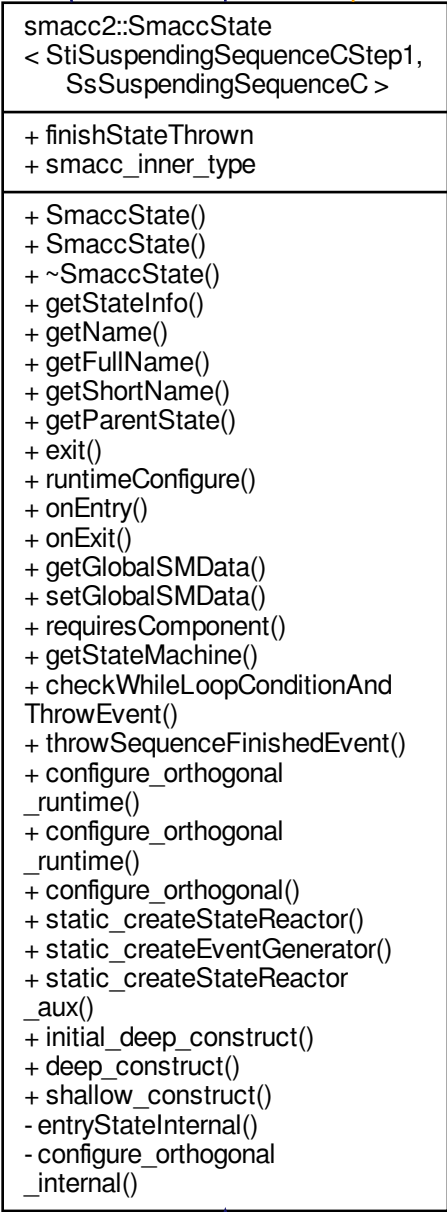 smacc2::SmaccState
< StiSuspendingSequenceCStep1,
SsSuspendingSequenceC >
+ finishStateThrown
+ smacc_inner_type
+ SmaccState()
+ SmaccState()
+ ~SmaccState()
+ getStateInfo()
+ getName()
+ getFullName()
+ getShortName()
+ getParentState()
+ exit()
+ runtimeConfigure()
+ onEntry()
+ onExit()
+ getGlobalSMData()
+ setGlobalSMData()
+ requiresComponent()
+ getStateMachine()
+ checkWhileLoopConditionAnd
ThrowEvent()
+ throwSequenceFinishedEvent()
+ configure_orthogonal
_runtime()
+ configure_orthogonal
_runtime()
+ configure_orthogonal()
+ static_createStateReactor()
+ static_createEventGenerator()
+ static_createStateReactor
_aux()
+ initial_deep_construct()
+ deep_construct()
+ shallow_construct()
- entryStateInternal()
- configure_orthogonal
_internal()